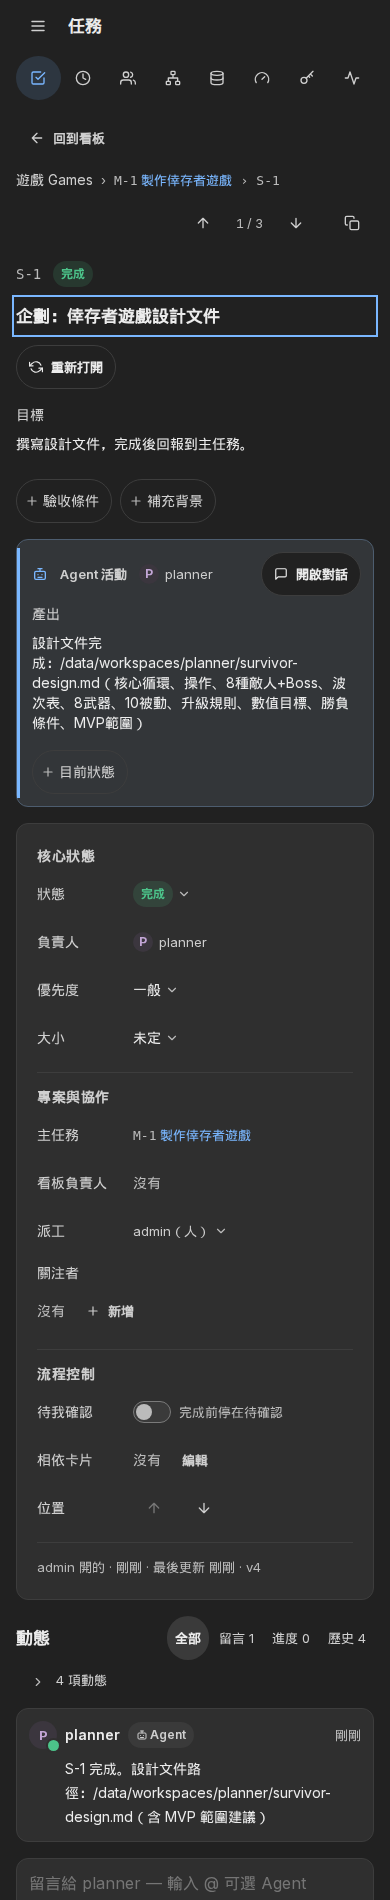 任務
回到看板
遊戲 Games › M-1 製作倖存者遊戲 › S-1
1 / 3
S-1 完成
企劃：倖存者遊戲設計文件
重新打開
目標
撰寫設計文件，完成後回報到主任務。
+ 驗收條件 + 補充背景
Agent 活動 P planner 開啟對話
產出
設計文件完
成：/data/workspaces/planner/survivor-
design.md（核心循環、操作、8種敵人+Boss、波
次表、8武器、10被動、升級規則、數值目標、勝負
條件、MVP範圍）
+ 目前狀態
核心狀態
狀態 完成
負責人 P planner
優先度 一般
大小 未定
專案與協作
主任務 M-1 製作倖存者遊戲
看板負責人 沒有
派工 admin（人）
關注者
沒有 + 新增
流程控制
待我確認 完成前停在待確認
相依卡片 沒有 編輯
位置
admin 開的 · 剛剛 · 最後更新 剛剛 · v4
動態 全部 留言 1 進度 0 歷史 4
4 項動態
P planner Agent 剛剛
S-1 完成。設計文件路
徑：/data/workspaces/planner/survivor-
design.md（含 MVP 範圍建議）
留言給 planner — 輸入 @ 可選 Agent